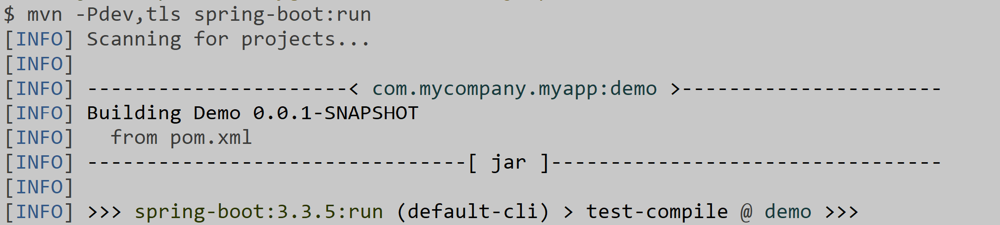 $ mvn -Pdev,tls spring-boot:run
[INFO] Scanning for projects...
[INFO]
[INFO] ----------------------< com.mycompany.myapp:demo >----------------------
[INFO] Building Demo 0.0.1-SNAPSHOT
[INFO]   from pom.xml
[INFO] --------------------------------[ jar ]---------------------------------
[INFO]
[INFO] >>> spring-boot:3.3.5:run (default-cli) > test-compile @ demo >>>